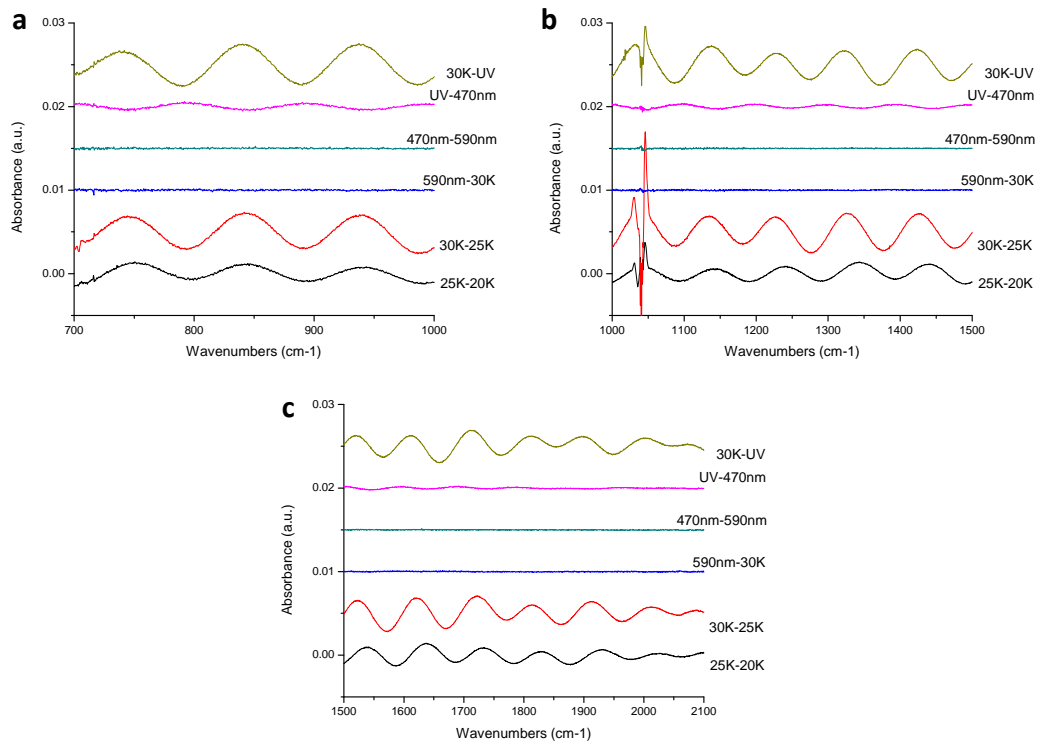 a
0.03
0.02
0.01
0.00
Absorbance (a.u.)
30K-UV
UV-470nm
470nm-590nm
590nm-30K
30K-25K
25K-20K
700
800
900
1000
Wavenumbers (cm-1)
b
0.03
0.02
0.01
0.00
Absorbance (a.u.)
30K-UV
UV-470nm
470nm-590nm
590nm-30K
30K-25K
25K-20K
1000
1100
1200
1300
1400
1500
Wavenumbers (cm-1)
c
0.03
0.02
0.01
0.00
Absorbance (a.u.)
30K-UV
UV-470nm
470nm-590nm
590nm-30K
30K-25K
25K-20K
1500
1600
1700
1800
1900
2000
2100
Wavenumbers (cm-1)